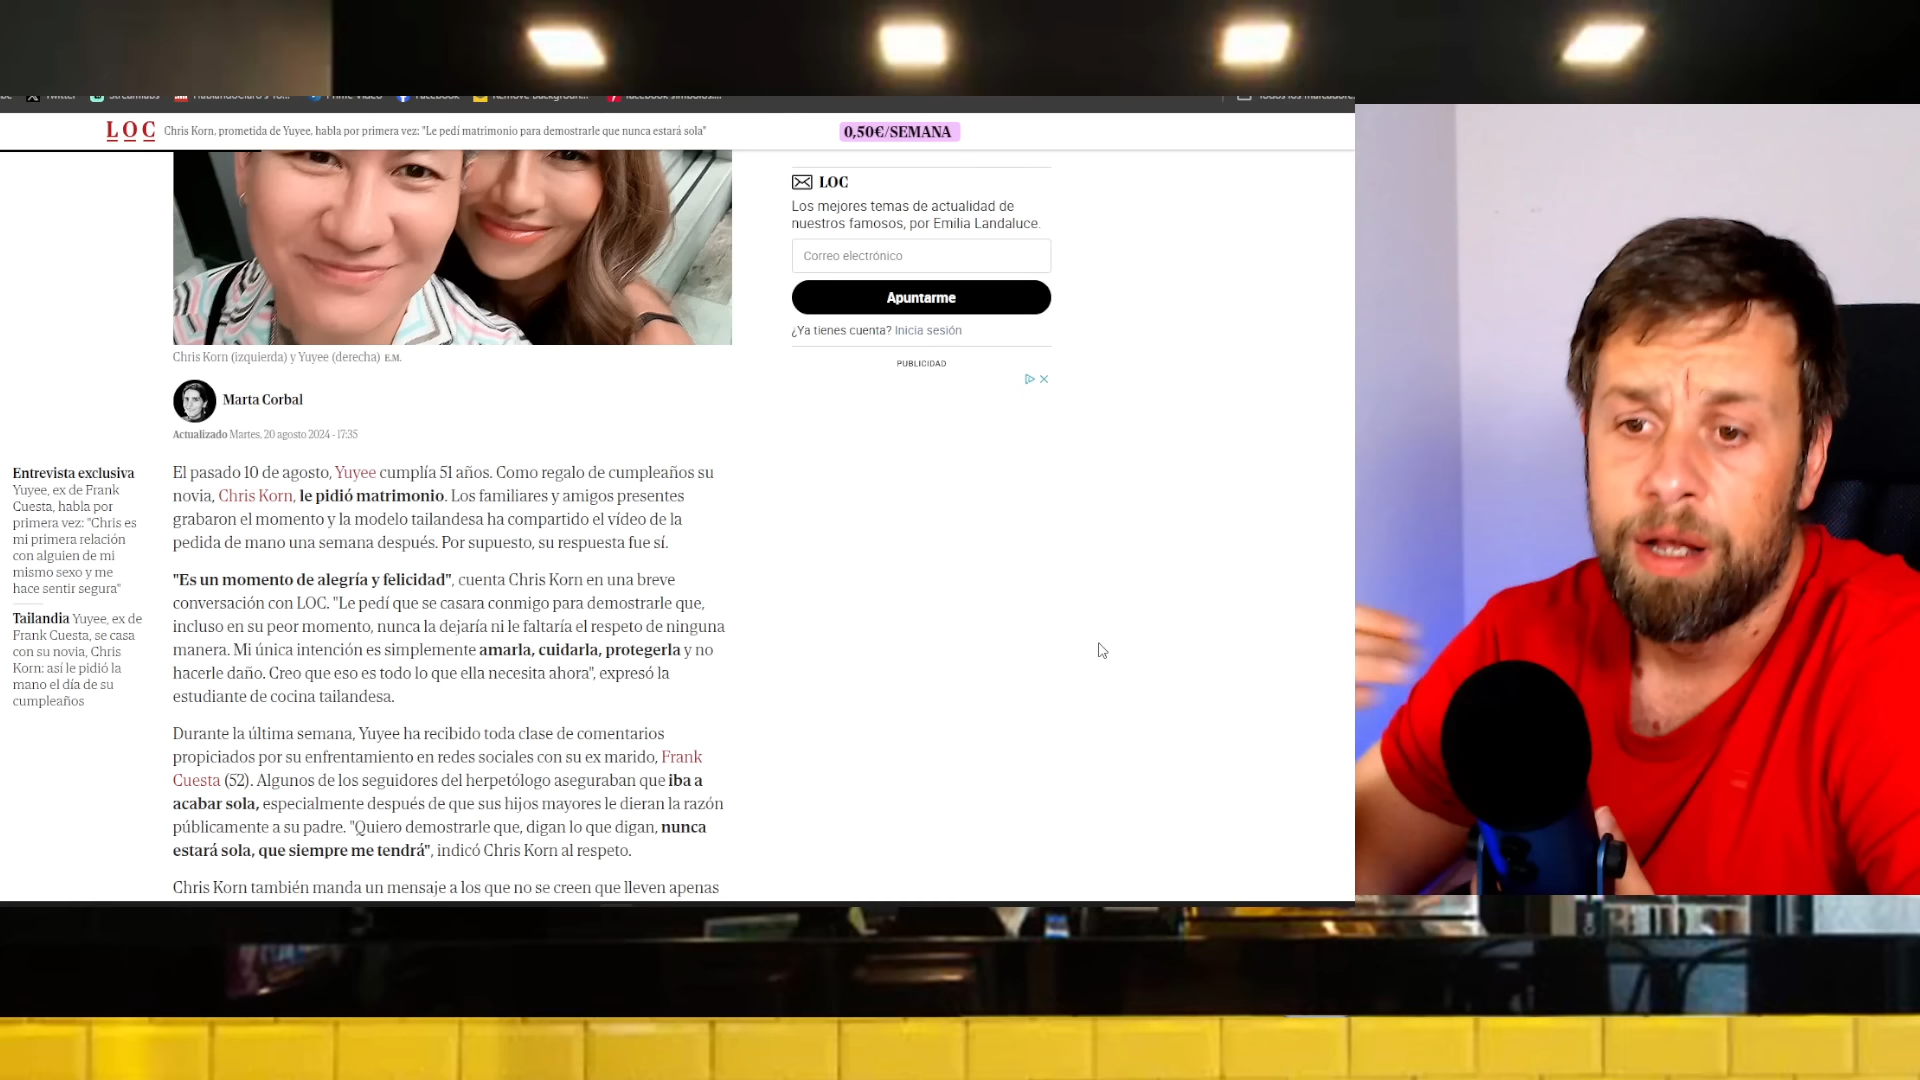 Twitter
Streamlabs
Prime Video
Facebook
LOC
Chris Korn, prometida de Yuyee, habla por primera vez: "Le pedí matrimonio para demostrarle que nunca estará sola"
0,50€/SEMANA
Chris Korn (izquierda) y Yuyee (derecha) E.M.
Marta Corbal
Actualizado Martes, 20 agosto 2024 - 17:35
Entrevista exclusiva
Yuyee, ex de Frank
Cuesta, habla por
primera vez: "Chris es
mi primera relación
con alguien de mi
mismo sexo y me
hace sentir segura"
Tailandia Yuyee, ex de
Frank Cuesta, se casa
con su novia, Chris
Korn: así le pidió la
mano el día de su
cumpleaños
El pasado 10 de agosto, Yuyee cumplía 51 años. Como regalo de cumpleaños su
novia, Chris Korn, le pidió matrimonio. Los familiares y amigos presentes
grabaron el momento y la modelo tailandesa ha compartido el vídeo de la
pedida de mano una semana después. Por supuesto, su respuesta fue sí.
"Es un momento de alegría y felicidad", cuenta Chris Korn en una breve
conversación con LOC. "Le pedí que se casara conmigo para demostrarle que,
incluso en su peor momento, nunca la dejaría ni le faltaría el respeto de ninguna
manera. Mi única intención es simplemente amarla, cuidarla, protegerla y no
hacerle daño. Creo que eso es todo lo que ella necesita ahora", expresó la
estudiante de cocina tailandesa.
Durante la última semana, Yuyee ha recibido toda clase de comentarios
propiciados por su enfrentamiento en redes sociales con su ex marido, Frank
Cuesta (52). Algunos de los seguidores del herpetólogo aseguraban que iba a
acabar sola, especialmente después de que sus hijos mayores le dieran la razón
públicamente a su padre. "Quiero demostrarle que, digan lo que digan, nunca
estará sola, que siempre me tendrá", indicó Chris Korn al respeto.
Chris Korn también manda un mensaje a los que no se creen que lleven apenas
LOC
Los mejores temas de actualidad de
nuestros famosos, por Emilia Landaluce.
Correo electrónico
Apuntarme
¿Ya tienes cuenta? Inicia sesión
PUBLICIDAD